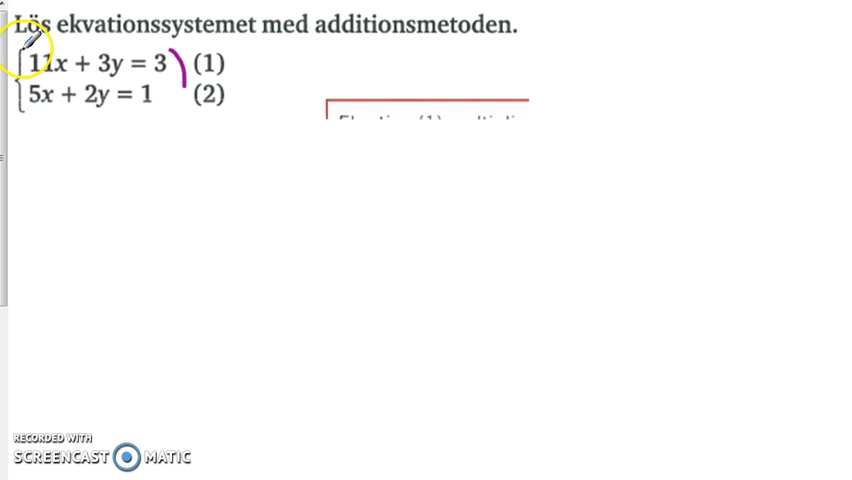 Lös ekvationssystemet med additionsmetoden.
11x + 3y = 3 (1)
5x + 2y = 1 (2)
RECORDED WITH
SCREENCAST MATIC